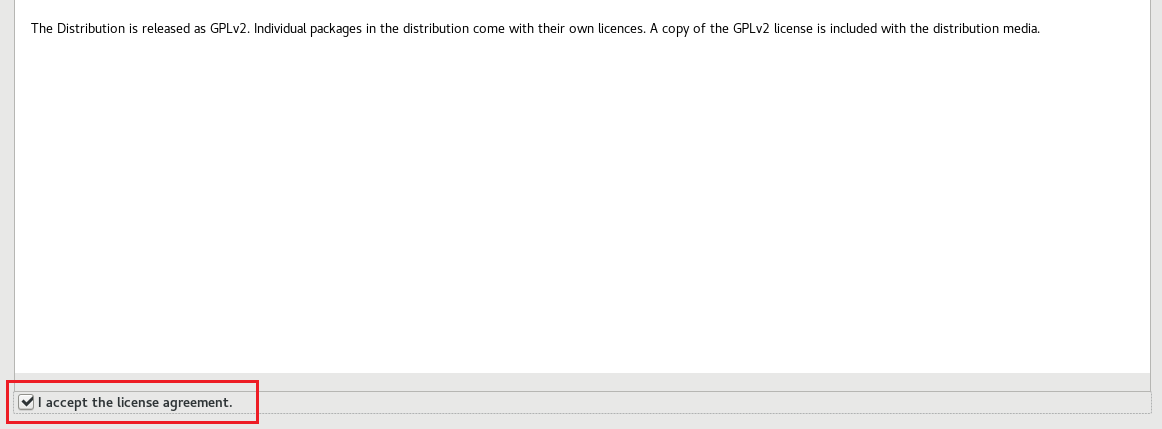 The Distribution is released as GPLv2. Individual packages in the distribution come with their own licences. A copy of the GPLv2 license is included with the distribution media.
I accept the license agreement.